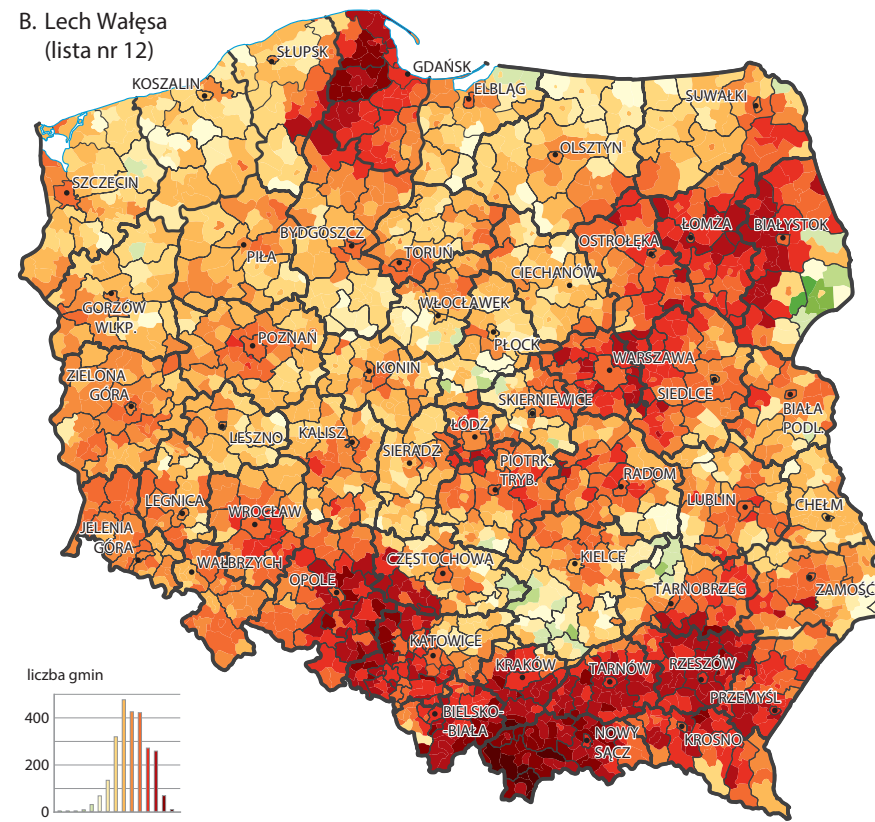 B. Lech Wałęsa
(lista nr 12)
SŁUPSK
GDAŃSK
KOSZALIN
ELBLĄG
SUWAŁKI
OLSZTYN
SZCZECIN
BYDGOSZCZ
OSTROŁĘKA
ŁOMŻA
BIAŁYSTOK
PIŁA
TORUŃ
CIECHANÓW
GORZÓW
WLKP.
WŁOCŁAWEK
POZNAŃ
PŁOCK
WARSZAWA
ZIELONA
GÓRA
KONIN
SKIERNIEWICE
SIEDLCE
BIAŁA
PODL.
LESZNO
KALISZ
ŁÓDŹ
SIERADZ
PIOTRK.
TRYB.
RADOM
LEGNICA
WROCŁAW
LUBLIN
CHEŁM
JELENIA
GÓRA
WAŁBRZYCH
OPOLE
CZĘSTOCHOWA
KIELCE
TARNOBRZEG
ZAMOŚĆ
KATOWICE
KRAKÓW
TARNÓW
RZESZÓW
PRZEMYŚL
BIELSKO-
-BIAŁA
NOWY
SĄCZ
KROSNO
liczba gmin
400
200
0